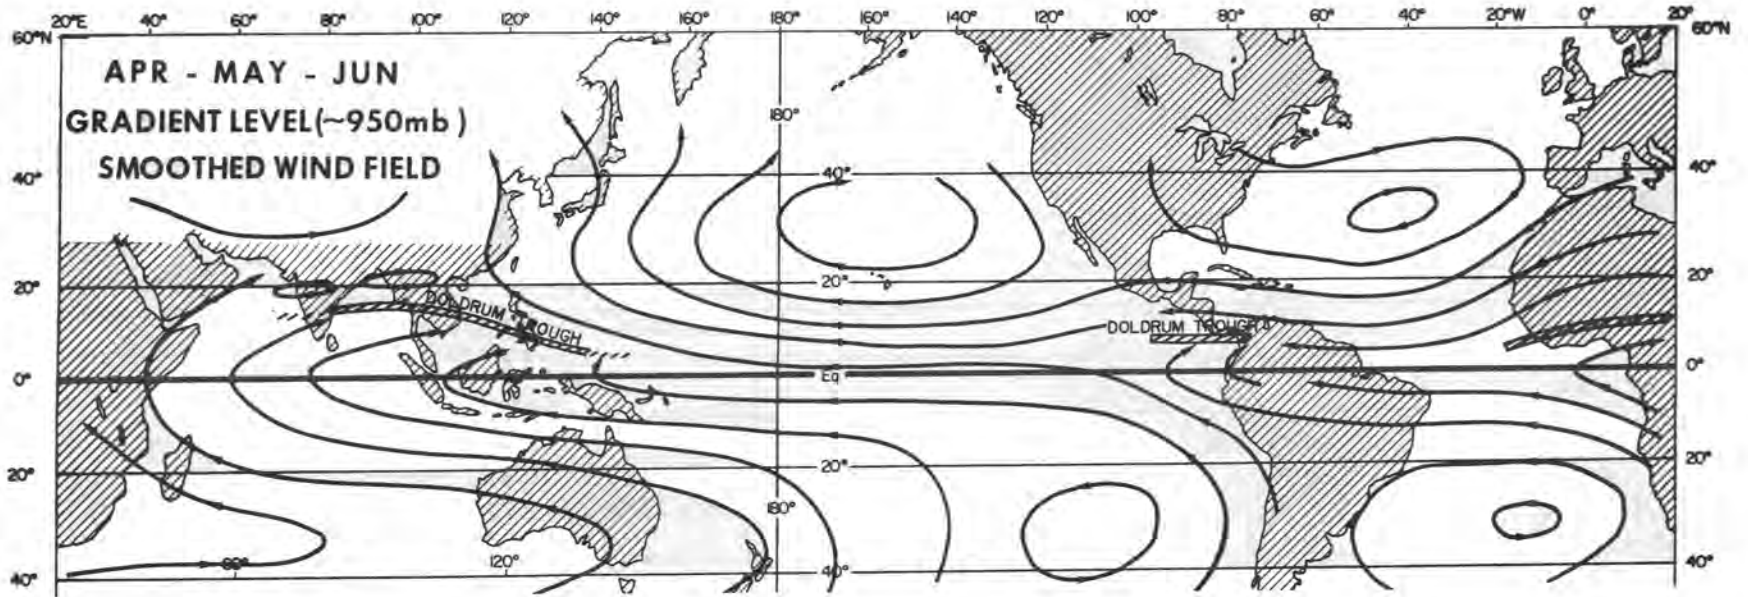 20°E 40° 60° 80° 100° 120° 140° 160° 180° 160° 140° 120° 100° 80° 60° 40° 20°W 0° 20°
60°N 60°N
APR - MAY - JUN
GRADIENT LEVEL(~950mb)
SMOOTHED WIND FIELD
180°
40° 40° 40°
20° 20° 20°
DOLDRUM TROUGH
DOLDRUM TROUGH
0° Eq 0°
20° 20° 20°
180°
60° 120°
40° 40° 40°